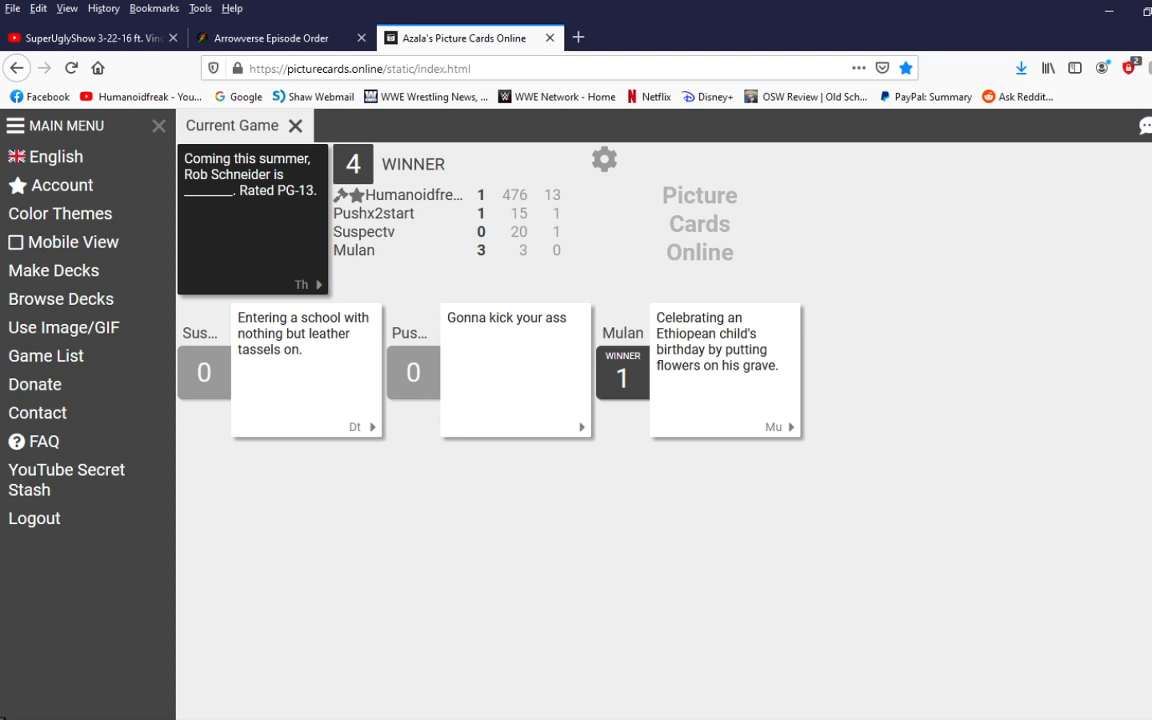 File Edit View History Bookmarks Tools Help
SuperUglyShow 3-22-16 ft. Vinc
Arrowverse Episode Order
Azala's Picture Cards Online
https://picturecards.online/static/index.html
2
Facebook
Humanoidfreak - You...
Google
Shaw Webmail
WWE Wrestling News, ...
WWE Network - Home
Netflix
Disney+
OSW Review | Old Sch...
PayPal: Summary
Ask Reddit...
MAIN MENU
English
Account
Color Themes
Mobile View
Make Decks
Browse Decks
Use Image/GIF
Game List
Donate
Contact
FAQ
YouTube Secret
Stash
Logout
Current Game
Coming this summer,
Rob Schneider is
_______. Rated PG-13.
Th
4 WINNER
Humanoidfre... 1 476 13
Pushx2start 1 15 1
Suspectv 0 20 1
Mulan 3 3 0
Picture
Cards
Online
Sus...
0
Entering a school with
nothing but leather
tassels on.
Dt
Pus...
0
Gonna kick your ass
Mulan
WINNER
1
Celebrating an
Ethiopean child's
birthday by putting
flowers on his grave.
Mu